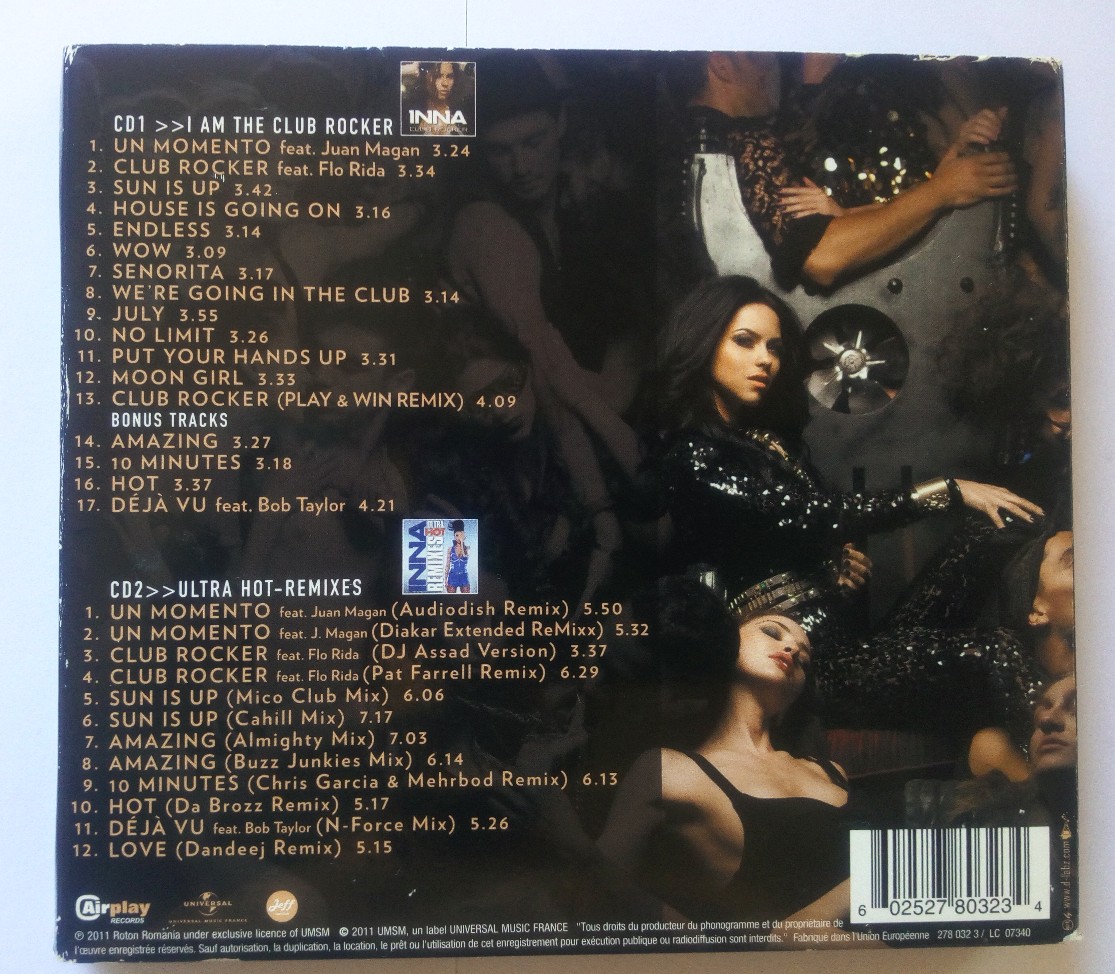 1NNA
CD1 >>I AM THE CLUB ROCKER
1. UN MOMENTO feat. Juan Magan 3.24
2. CLUB ROCKER feat. Flo Rida 3.34
3. SUN IS UP 3.42
4. HOUSE IS GOING ON 3.16
5. ENDLESS 3.14
6. WOW 3.09
7. SENORITA 3.17
8. WE'RE GOING IN THE CLUB 3.14
9. JULY 3.55
10. NO LIMIT 3.26
11. PUT YOUR HANDS UP 3.31
12. MOON GIRL 3.33
13. CLUB ROCKER (PLAY & WIN REMIX) 4.09
BONUS TRACKS
14. AMAZING 3.27
15. 10 MINUTES 3.18
16. HOT 3.37
17. DÉJÀ VU feat. Bob Taylor 4.21
INNA
ULTRA
HOT
REMIXES
CD2>>ULTRA HOT-REMIXES
1. UN MOMENTO feat. Juan Magan (Audiodish Remix) 5.50
2. UN MOMENTO feat. J. Magan (Diakar Extended ReMixx) 5.32
3. CLUB ROCKER feat. Flo Rida (DJ Assad Version) 3.37
4. CLUB ROCKER feat. Flo Rida (Pat Farrell Remix) 6.29
5. SUN IS UP (Mico Club Mix) 6.06
6. SUN IS UP (Cahill Mix) 7.17
7. AMAZING (Almighty Mix) 7.03
8. AMAZING (Buzz Junkies Mix) 6.14
9. 10 MINUTES (Chris Garcia & Mehrbod Remix) 6.13
10. HOT (Da Brozz Remix) 5.17
11. DÉJÀ VU feat. Bob Taylor (N-Force Mix) 5.26
12. LOVE (Dandeej Remix) 5.15
Airplay
RECORDS
UNIVERSAL
UNIVERSAL MUSIC FRANCE
6 02527 80323 4
www.d-labz.com
℗ 2011 Roton Romania under exclusive licence of UMSM © 2011 UMSM, un label UNIVERSAL MUSIC FRANCE "Tous droits du producteur du phonogramme et du propriétaire de
l'œuvre enregistrée réservés. Sauf autorisation, la duplication, la location, le prêt ou l'utilisation de cet enregistrement pour exécution publique ou radiodiffusion sont interdits." Fabriqué dans l'Union Européenne 278 032 3 / LC 07340